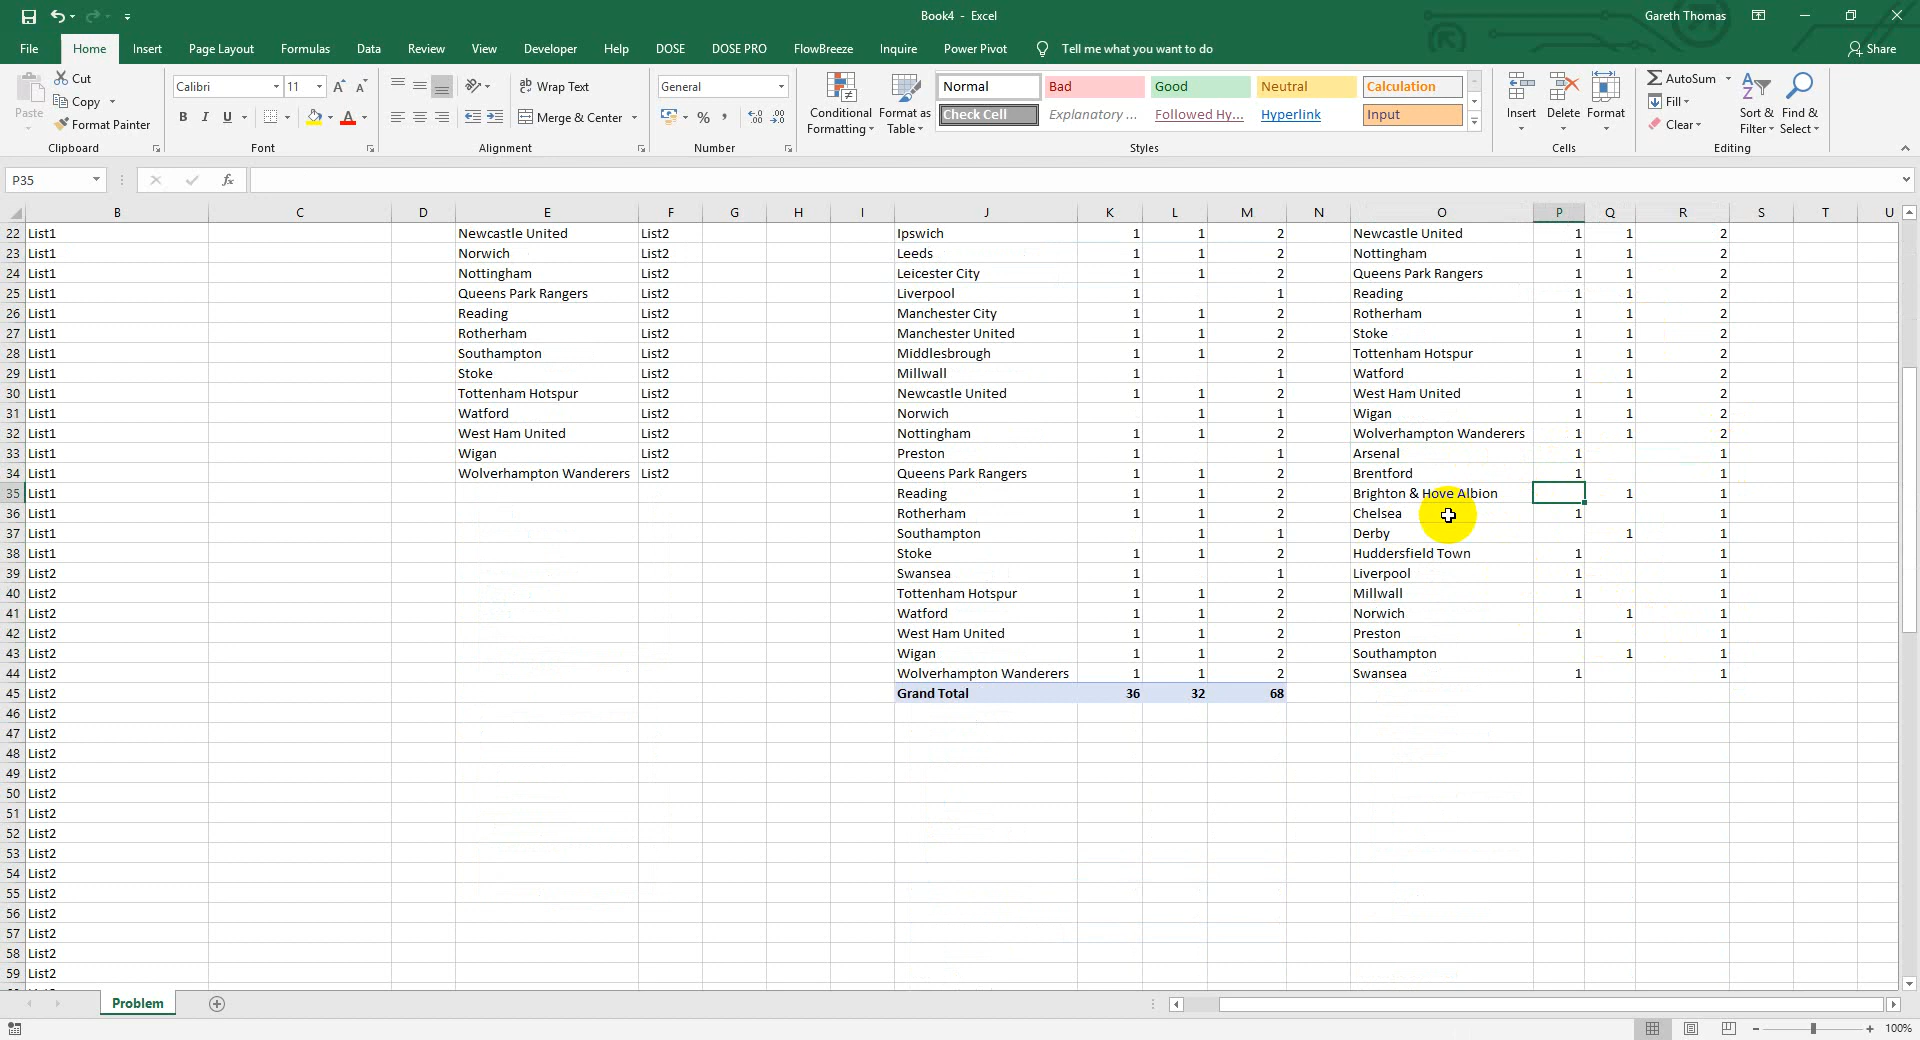 Book4 - Excel
Gareth Thomas
File Home Insert Page Layout Formulas Data Review View Developer Help DOSE DOSE PRO FlowBreeze Inquire Power Pivot Tell me what you want to do Share
Paste Cut Copy Format Painter Clipboard
Calibri 11 B I U A Font
Wrap Text Merge & Center Alignment
General % Number
Conditional Formatting Format as Table
Normal Bad Good Neutral Calculation
Check Cell Explanatory ... Followed Hy... Hyperlink Input
Styles
Insert Delete Format Cells
AutoSum Fill Clear Sort & Filter Find & Select Editing
P35 fx
B C D E F G H I J K L M N O P Q R S T U
22 List1 Newcastle United List2 Ipswich 1 1 2 Newcastle United 1 1 2
23 List1 Norwich List2 Leeds 1 1 2 Nottingham 1 1 2
24 List1 Nottingham List2 Leicester City 1 1 2 Queens Park Rangers 1 1 2
25 List1 Queens Park Rangers List2 Liverpool 1 1 Reading 1 1 2
26 List1 Reading List2 Manchester City 1 1 2 Rotherham 1 1 2
27 List1 Rotherham List2 Manchester United 1 1 2 Stoke 1 1 2
28 List1 Southampton List2 Middlesbrough 1 1 2 Tottenham Hotspur 1 1 2
29 List1 Stoke List2 Millwall 1 1 Watford 1 1 2
30 List1 Tottenham Hotspur List2 Newcastle United 1 1 2 West Ham United 1 1 2
31 List1 Watford List2 Norwich 1 1 Wigan 1 1 2
32 List1 West Ham United List2 Nottingham 1 1 2 Wolverhampton Wanderers 1 1 2
33 List1 Wigan List2 Preston 1 1 Arsenal 1 1
34 List1 Wolverhampton Wanderers List2 Queens Park Rangers 1 1 2 Brentford 1 1
35 List1 Reading 1 1 2 Brighton & Hove Albion 1 1
36 List1 Rotherham 1 1 2 Chelsea 1 1
37 List1 Southampton 1 1 Derby 1 1
38 List1 Stoke 1 1 2 Huddersfield Town 1 1
39 List2 Swansea 1 1 Liverpool 1 1
40 List2 Tottenham Hotspur 1 1 2 Millwall 1 1
41 List2 Watford 1 1 2 Norwich 1 1
42 List2 West Ham United 1 1 2 Preston 1 1
43 List2 Wigan 1 1 2 Southampton 1 1
44 List2 Wolverhampton Wanderers 1 1 2 Swansea 1 1
45 List2 Grand Total 36 32 68
46 List2
47 List2
48 List2
49 List2
50 List2
51 List2
52 List2
53 List2
54 List2
55 List2
56 List2
57 List2
58 List2
59 List2
Problem
100%